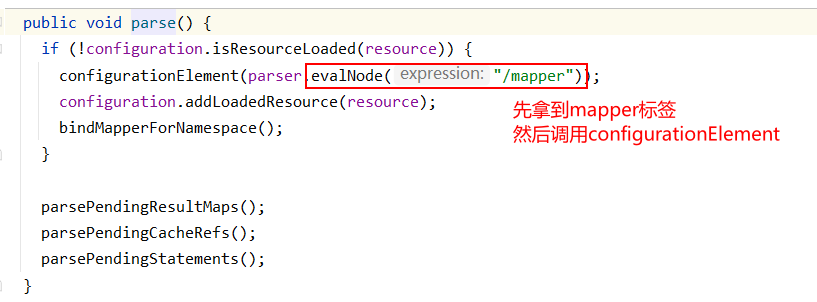 public void parse() {
if (!configuration.isResourceLoaded(resource)) {
configurationElement(parser.evalNode( expression: "/mapper"));
configuration.addLoadedResource(resource);
bindMapperForNamespace();
}
先拿到mapper标签
然后调用configurationElement
parsePendingResultMaps();
parsePendingCacheRefs();
parsePendingStatements();
}